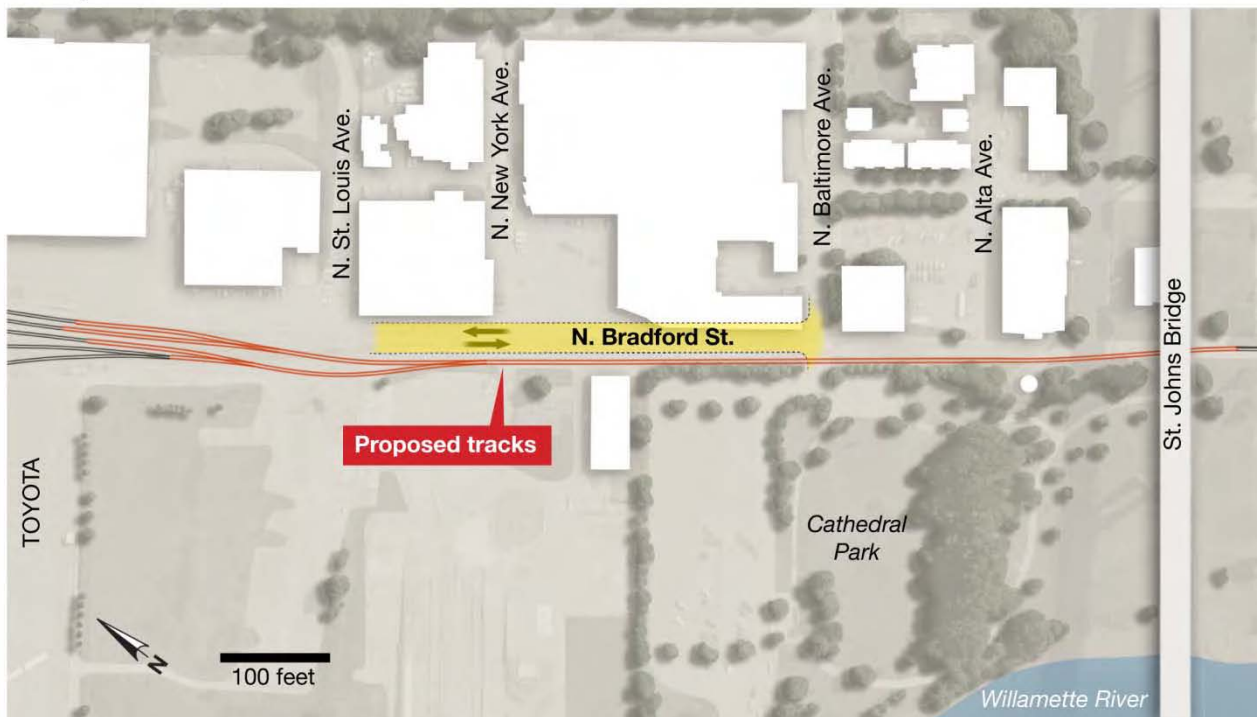 N. St. Louis Ave.
N. New York Ave.
N. Baltimore Ave.
N. Alta Ave.
St. Johns Bridge
N. Bradford St.
Proposed tracks
TOYOTA
Cathedral
Park
N
100 feet
Willamette River